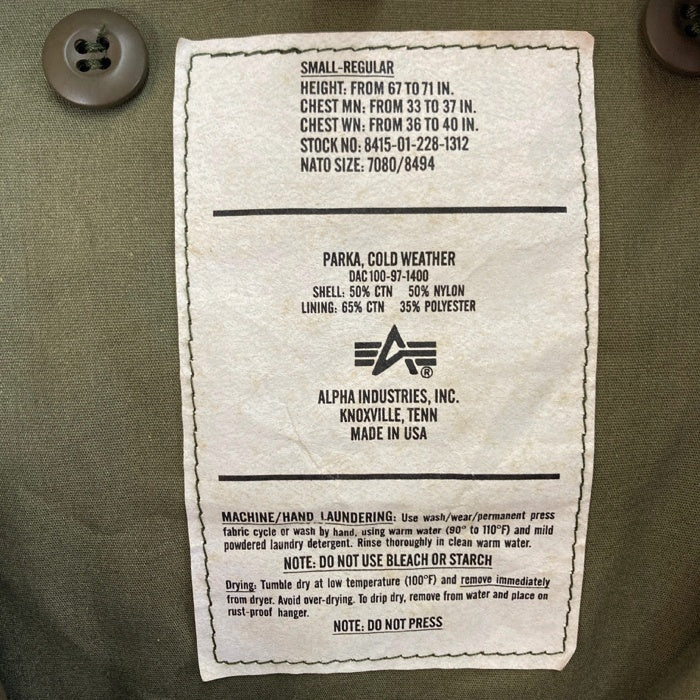 SMALL-REGULAR
HEIGHT: FROM 67 TO 71 IN.
CHEST MN: FROM 33 TO 37 IN.
CHEST WN: FROM 36 TO 40 IN.
STOCK NO: 8415-01-228-1312
NATO SIZE: 7080/8494
PARKA, COLD WEATHER
DAC100-97-1400
SHELL: 50% CTN 50% NYLON
LINING: 65% CTN 35% POLYESTER
A®
ALPHA INDUSTRIES, INC.
KNOXVILLE, TENN
MADE IN USA
MACHINE/HAND LAUNDERING: Use wash/wear/permanent press
fabric cycle or wash by hand, using warm water (90° to 110°F) and mild
powdered laundry detergent. Rinse thoroughly in clean warm water.
NOTE: DO NOT USE BLEACH OR STARCH
Drying: Tumble dry at low temperature (100°F) and remove immediately
from dryer. Avoid over-drying. To drip dry, remove from water and place on
rust-proof hanger.
NOTE: DO NOT PRESS